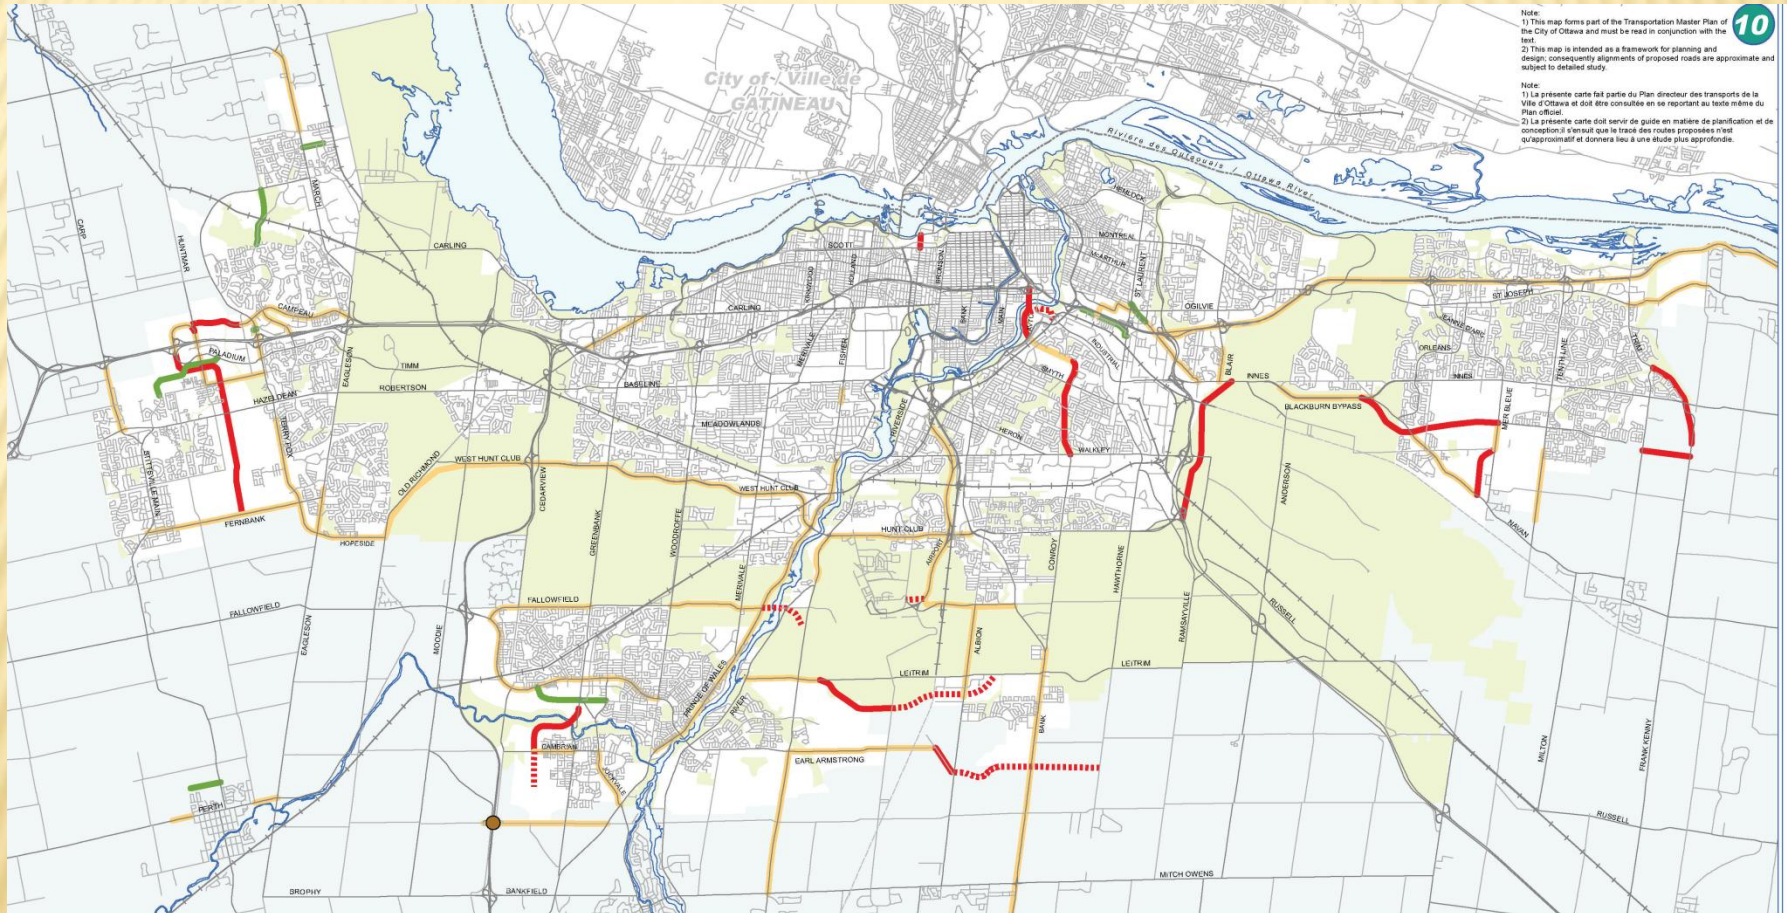 Note:
1) This map forms part of the Transportation Master Plan of
the City of Ottawa and must be read in conjunction with the
text.
2) This map is intended as a framework for planning and
design; consequently alignments of proposed roads are approximate and
subject to detailed study.
Note:
1) La présente carte fait partie du Plan directeur des transports de la
Ville d'Ottawa et doit être consultée en se reportant au texte même du
Plan officiel.
2) La présente carte doit servir de guide en matière de planification et de
conception;il s'ensuit que le tracé des routes proposées n'est
qu'approximatif et donnera lieu à une étude plus approfondie.
10
City of / Ville de
GATINEAU
Rivière des Outaouais / Ottawa River
HEMLOCK
MARCH
CARP
HUNTMAR
CARLING
SCOTT
MONTREAL
McARTHUR
ST LAURENT
HOLLAND
KIRKWOOD
BRONSON
CARLING
BANK
MAIN
OGILVIE
ST JOSEPH
JEANNE D'ARC
ORLEANS
TENTH LINE
TRIM
CAMPEAU
PALADIUM
EAGLESON
TIMM
ROBERTSON
HAZELDEAN
TERRY FOX
MERIVALE
FISHER
BASELINE
MEADOWLANDS
RIVERSIDE
INDUSTRIAL
SMYTH
HERON
WALKLEY
BLAIR
INNES
INNES
BLACKBURN BYPASS
MER BLEUE
STITTSVILLE MAIN
OLD RICHMOND
WEST HUNT CLUB
CEDARVIEW
WEST HUNT CLUB
ANDERSON
NAVAN
FERNBANK
HOPESIDE
GREENBANK
WOODROFFE
HUNT CLUB
AIRPORT
CONROY
HAWTHORNE
RAMSAYVILLE
RUSSELL
FALLOWFIELD
FALLOWFIELD
MERIVALE
EAGLESON
MOODIE
ALBION
LEITRIM
LEITRIM
PRINCE OF WALES
RIVER
BANK
CAMBRIAN
JOCKVALE
EARL ARMSTRONG
MILTON
FRANK KENNY
PERTH
RUSSELL
BROPHY
BANKFIELD
MITCH OWENS